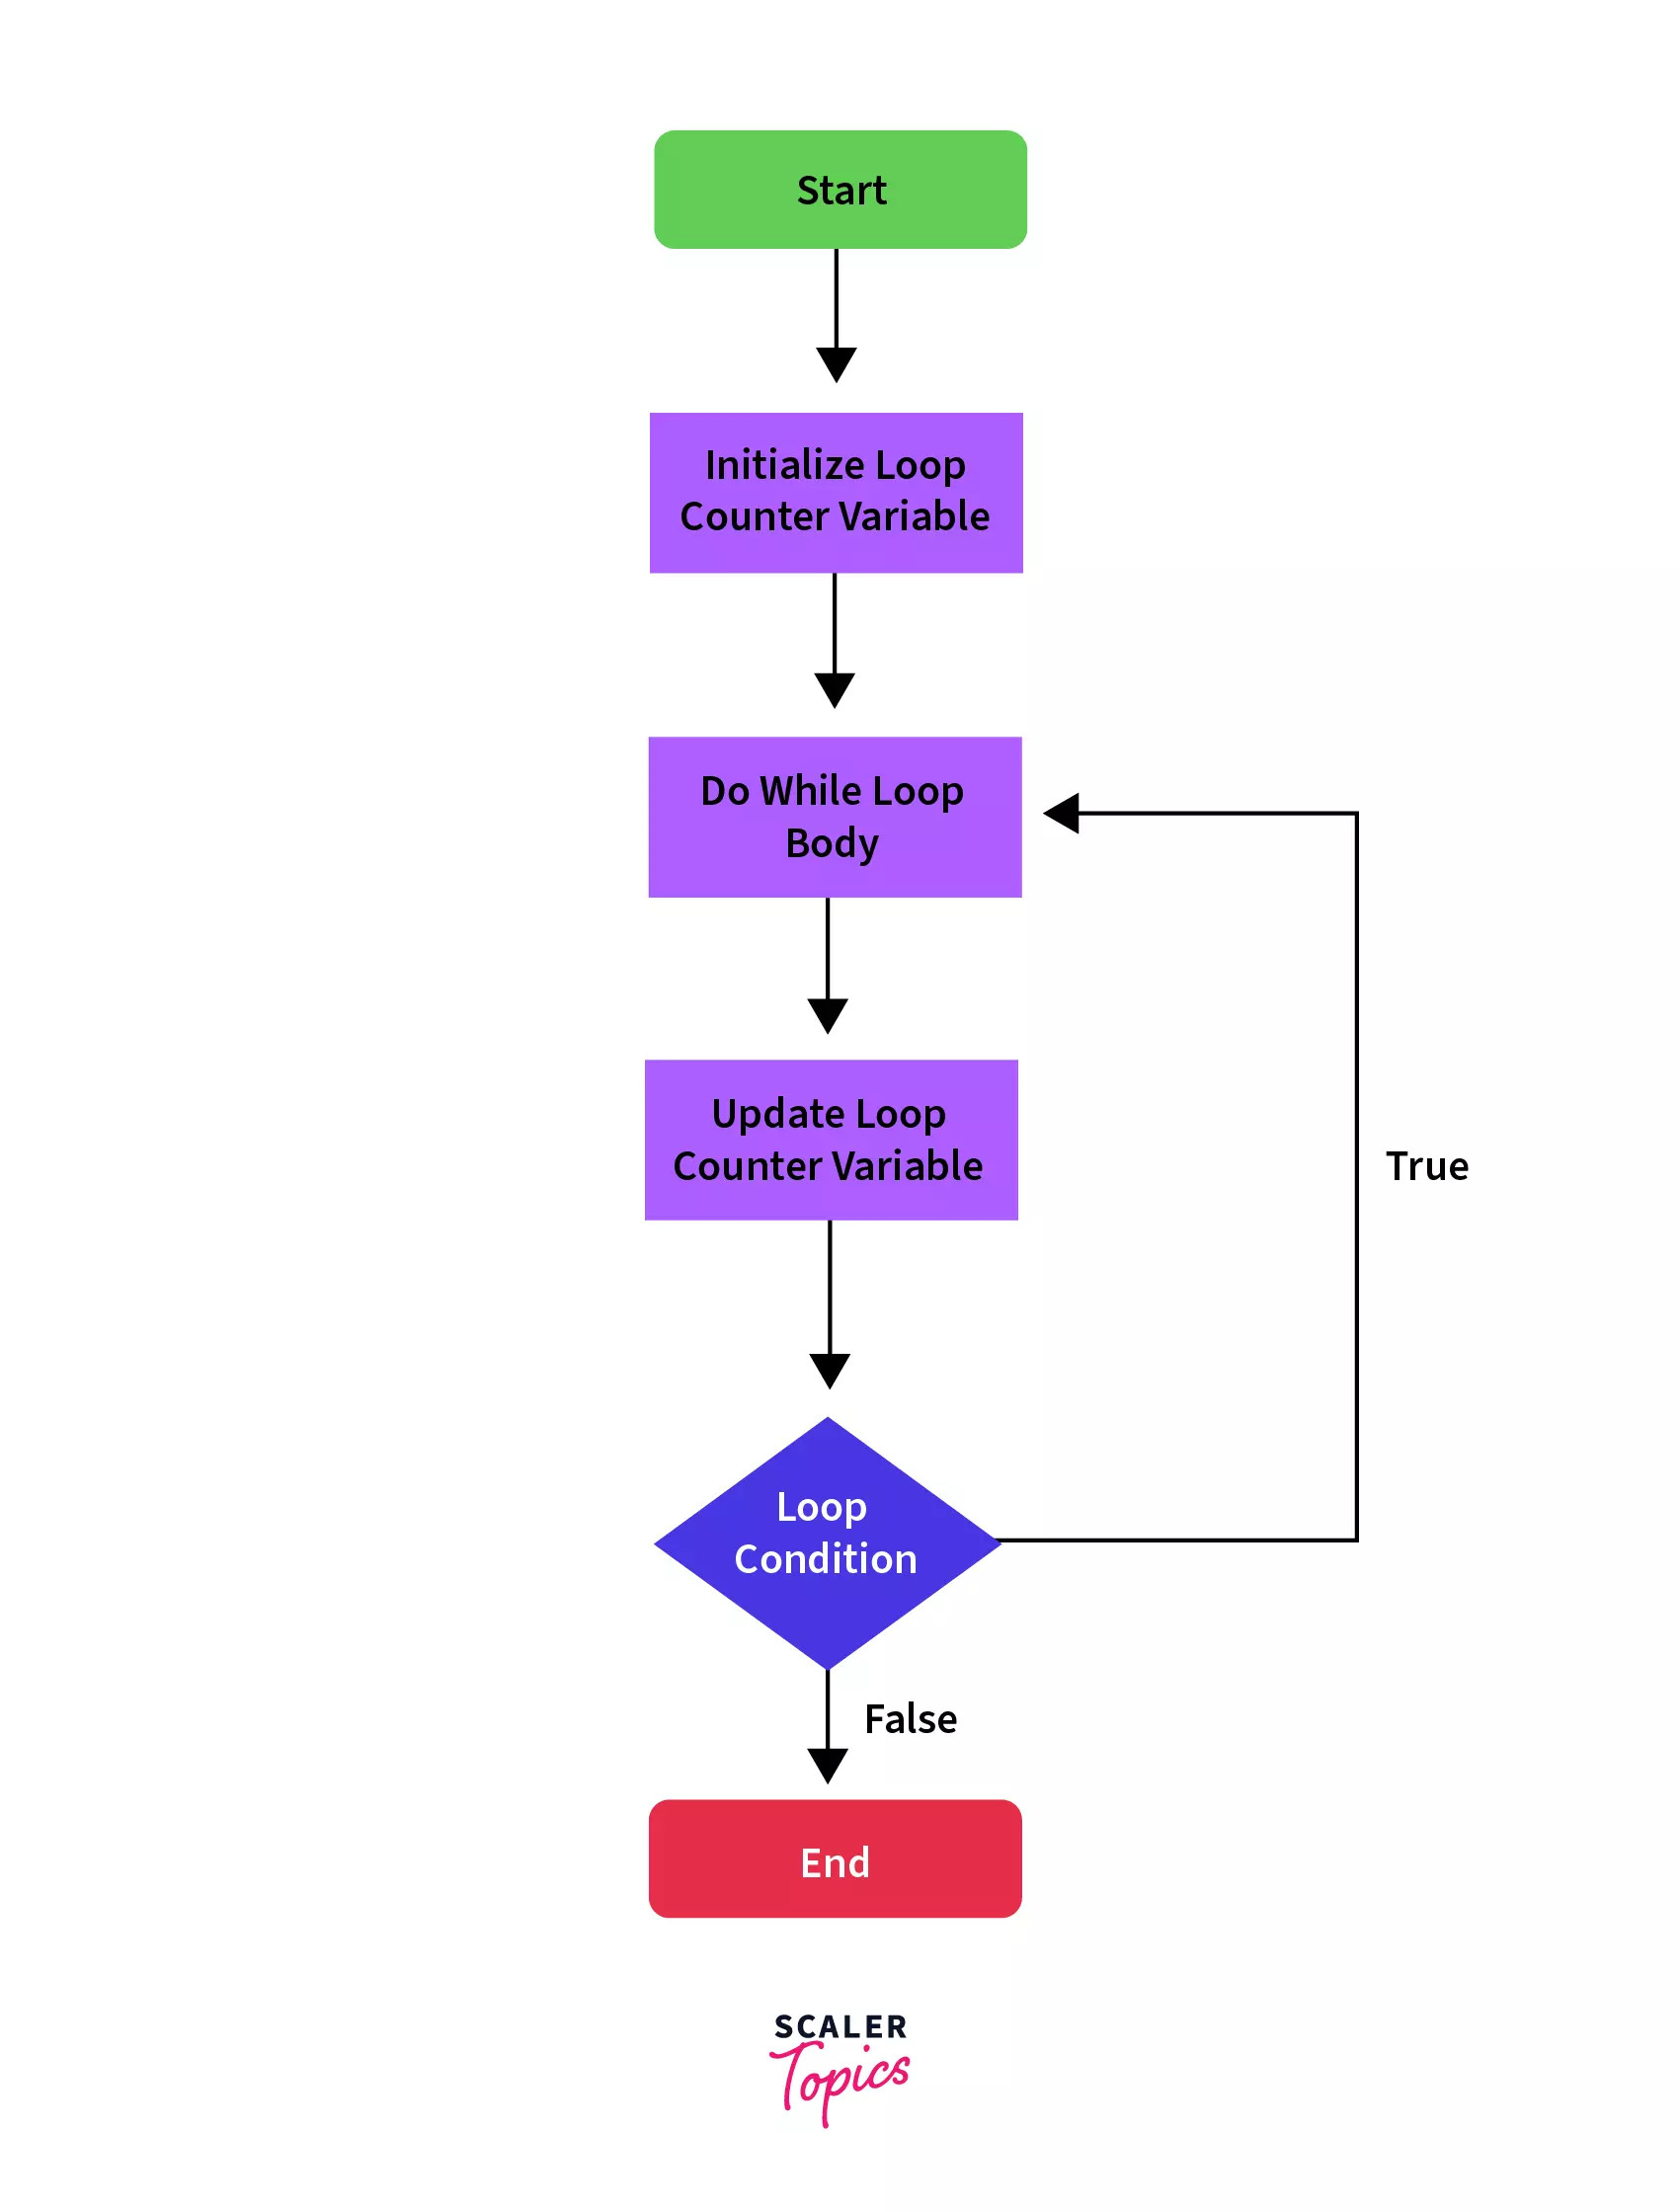 Start
Initialize Loop
Counter Variable
Do While Loop
Body
Update Loop
Counter Variable
True
Loop
Condition
False
End
SCALER
Topics